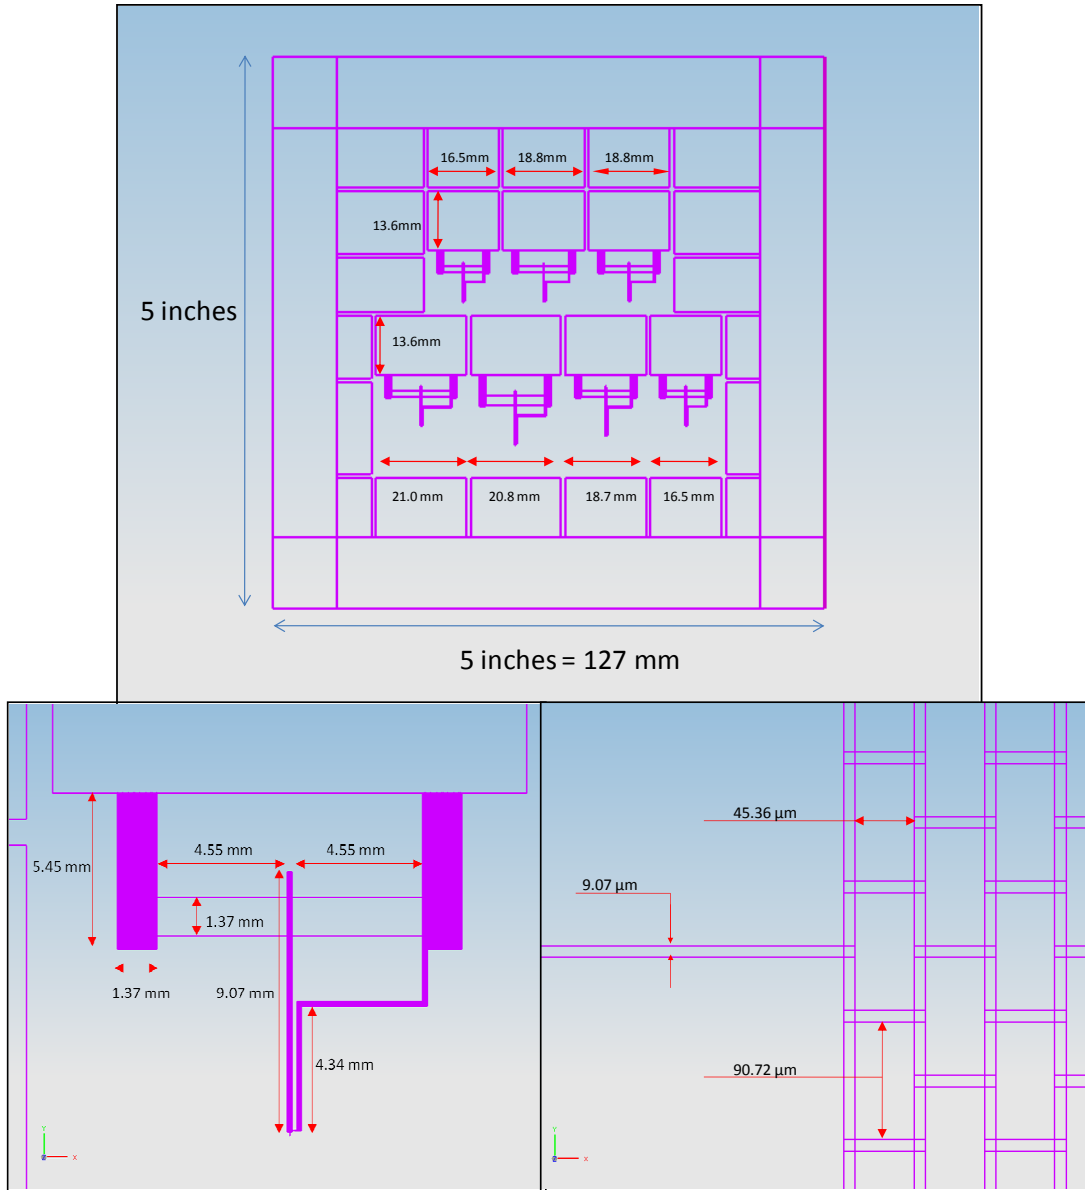 16.5mm 18.8mm 18.8mm
13.6mm
5 inches
13.6mm
21.0 mm 20.8 mm 18.7 mm 16.5 mm
5 inches = 127 mm
4.55 mm 4.55 mm
5.45 mm
1.37 mm
1.37 mm
9.07 mm
4.34 mm
Y
Z X
45.36 µm
9.07 µm
90.72 µm
Y
Z X